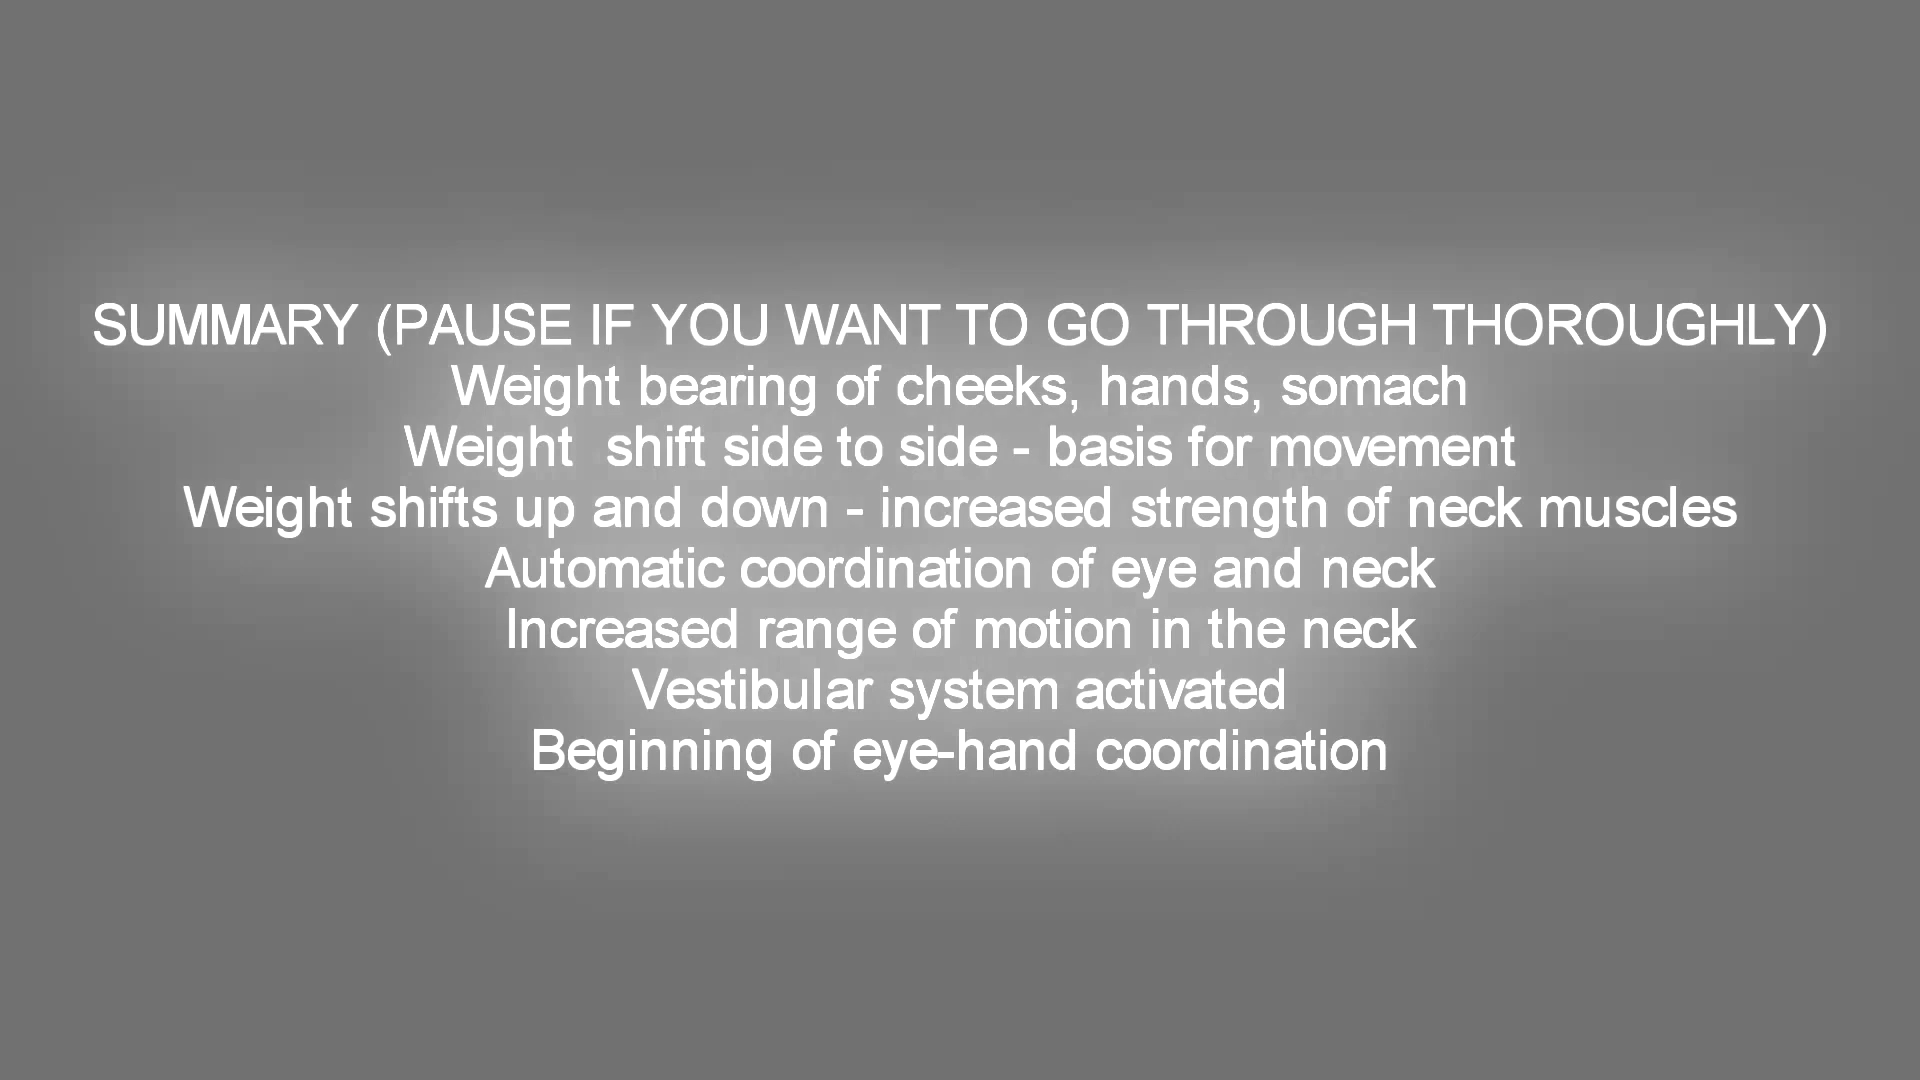 SUMMARY (PAUSE IF YOU WANT TO GO THROUGH THOROUGHLY)
Weight bearing of cheeks, hands, somach
Weight  shift side to side - basis for movement
Weight shifts up and down - increased strength of neck muscles
Automatic coordination of eye and neck
Increased range of motion in the neck
Vestibular system activated
Beginning of eye-hand coordination